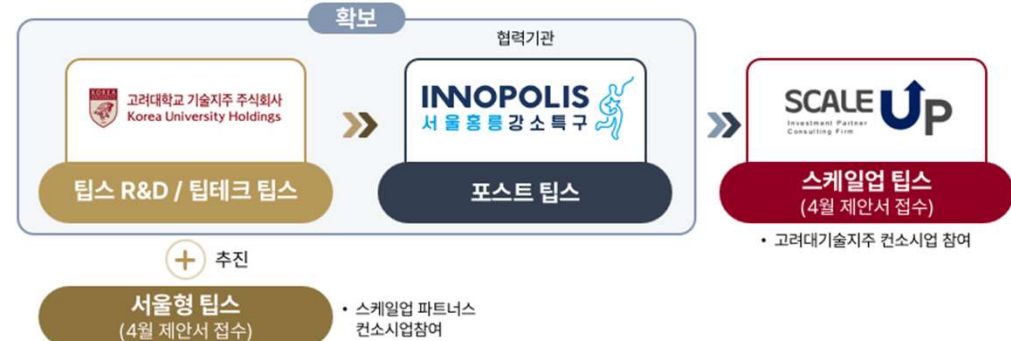 확보
협력기관
KOREA
고려대학교 기술지주 주식회사
Korea University Holdings
INNOPOLIS
서울홍릉강소특구
SCALE UP
Investment Partner
Consulting Firm
팁스 R&D / 팁테크 팁스
포스트 팁스
스케일업 팁스
(4월 제안서 접수)
• 고려대기술지주 컨소시업 참여
+ 추진
서울형 팁스
(4월 제안서 접수)
• 스케일업 파트너스
컨소시업참여